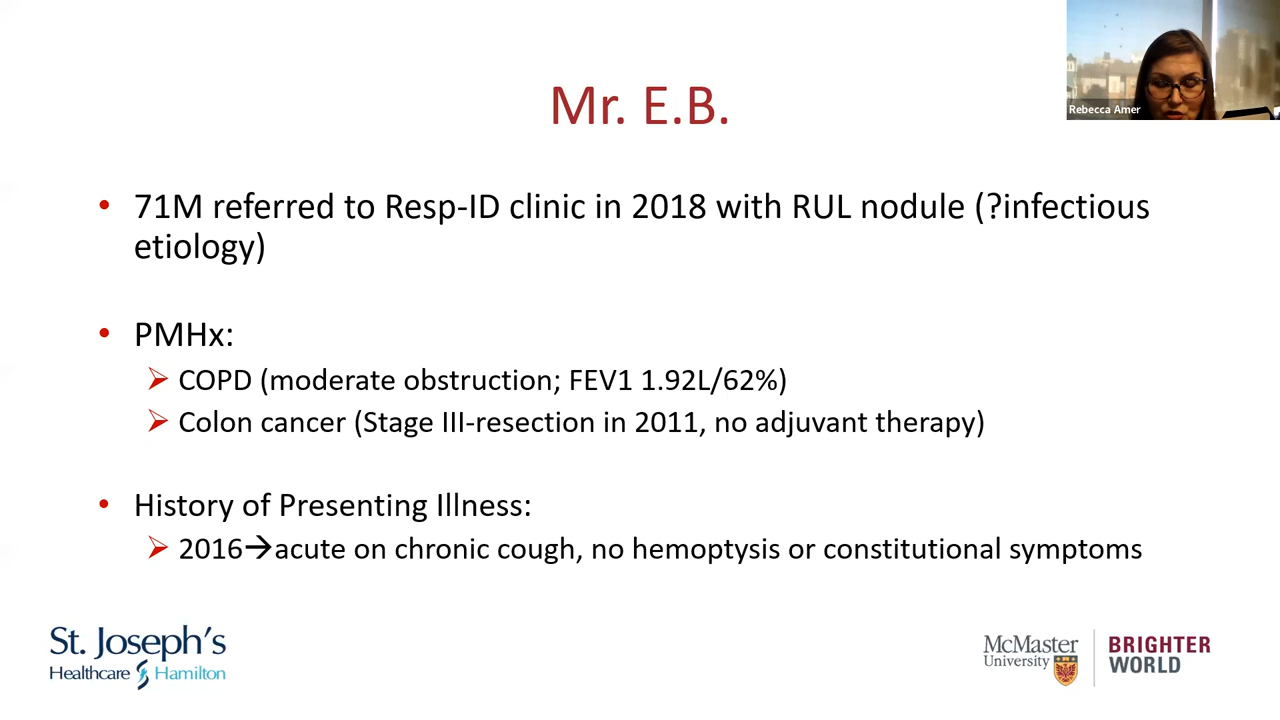 Rebecca Amer
Mr. E.B.
• 71M referred to Resp-ID clinic in 2018 with RUL nodule (?infectious
etiology)
• PMHx:
➢ COPD (moderate obstruction; FEV1 1.92L/62%)
➢ Colon cancer (Stage III-resection in 2011, no adjuvant therapy)
• History of Presenting Illness:
➢ 2016→acute on chronic cough, no hemoptysis or constitutional symptoms
St. Joseph's
Healthcare Hamilton
McMaster
University
BRIGHTER
WORLD